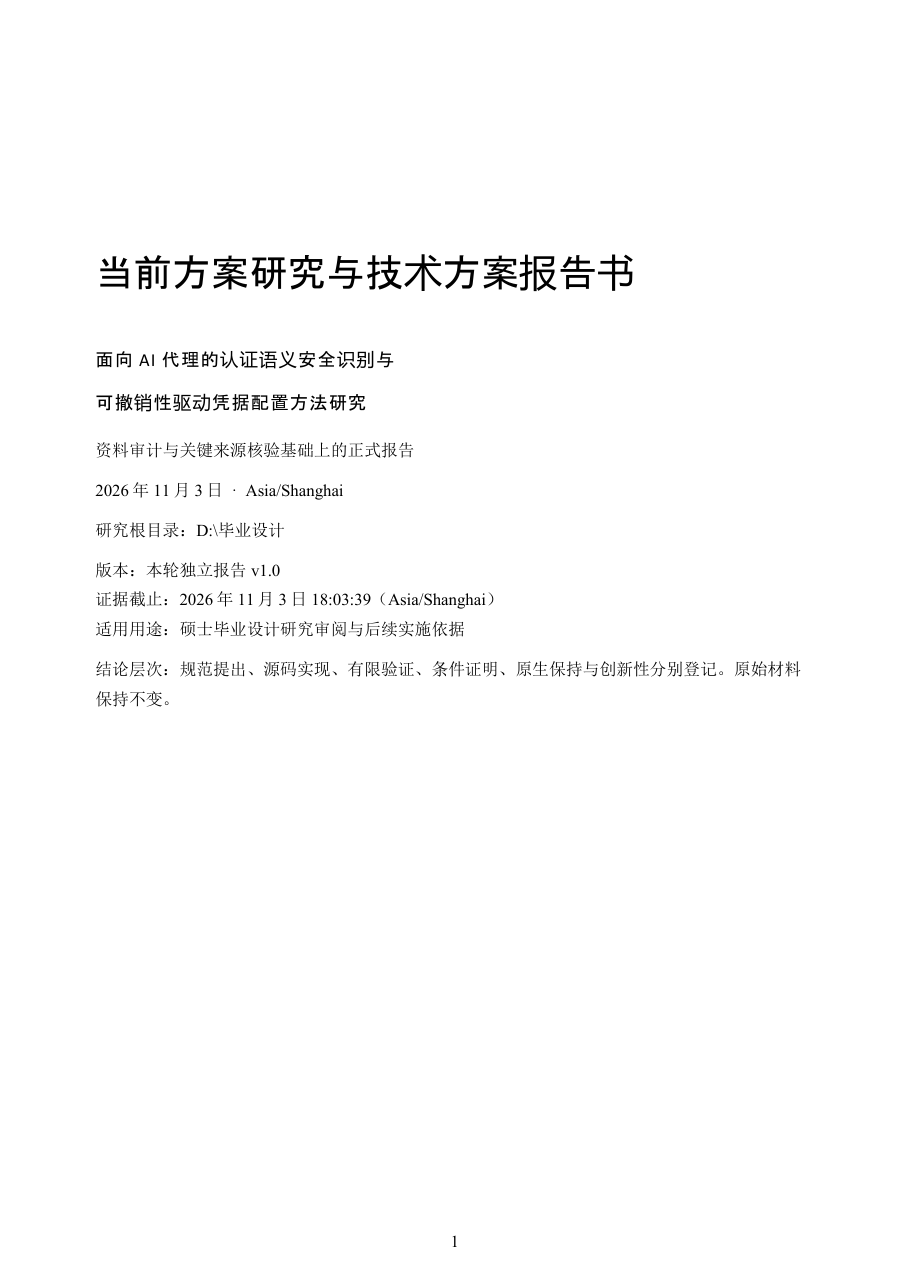 当前方案研究与技术方案报告书
面向 AI 代理的认证语义安全识别与
可撤销性驱动凭据配置方法研究
资料审计与关键来源核验基础上的正式报告
2026 年 11 月 3 日 · Asia/Shanghai
研究根目录：D:\毕业设计
版本：本轮独立报告 v1.0
证据截止：2026 年 11 月 3 日 18:03:39（Asia/Shanghai）
适用用途：硕士毕业设计研究审阅与后续实施依据
结论层次：规范提出、源码实现、有限验证、条件证明、原生保持与创新性分别登记。原始材料
保持不变。
1